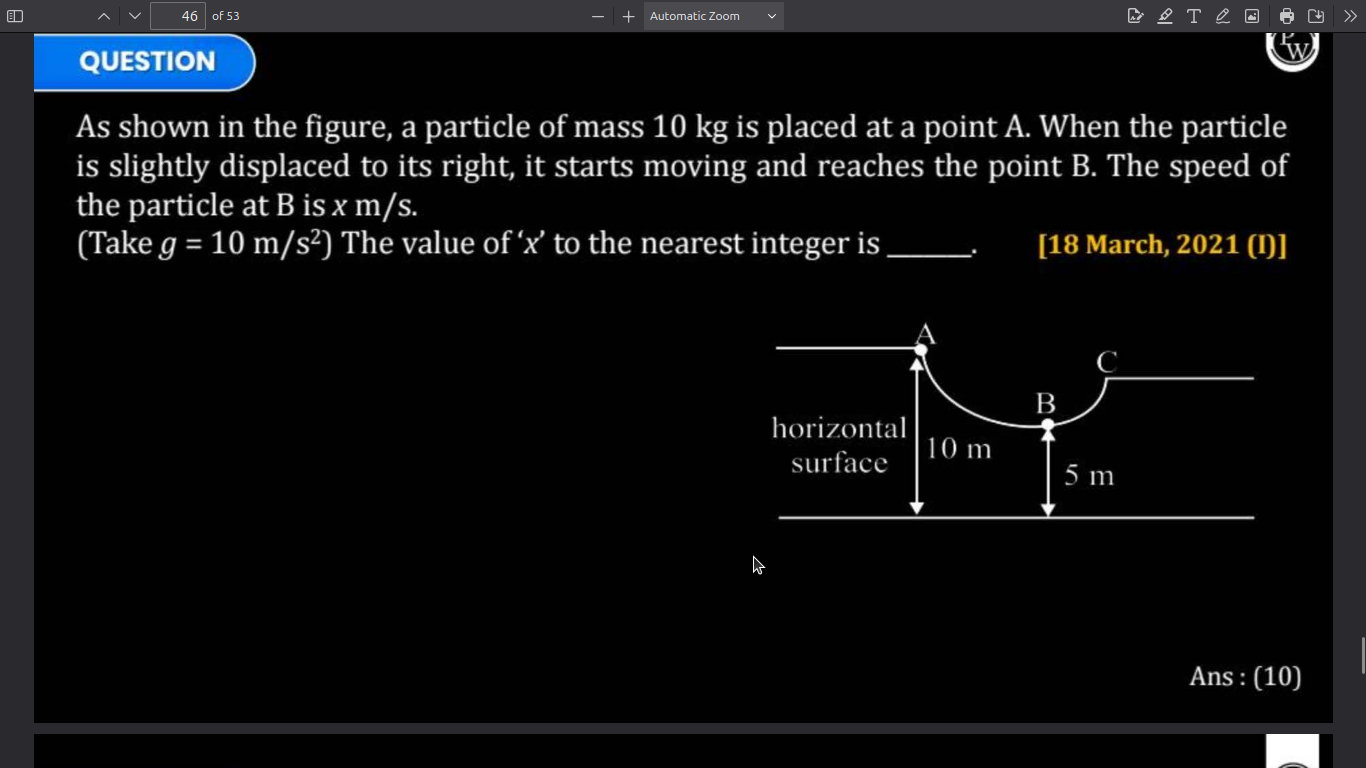 46 of 53 Automatic Zoom
QUESTION
PW
As shown in the figure, a particle of mass 10 kg is placed at a point A. When the particle
is slightly displaced to its right, it starts moving and reaches the point B. The speed of
the particle at B is x m/s.
(Take g = 10 m/s²) The value of ‘x’ to the nearest integer is ______. [18 March, 2021 (I)]
A
C
B
horizontal
surface
10 m
5 m
Ans : (10)